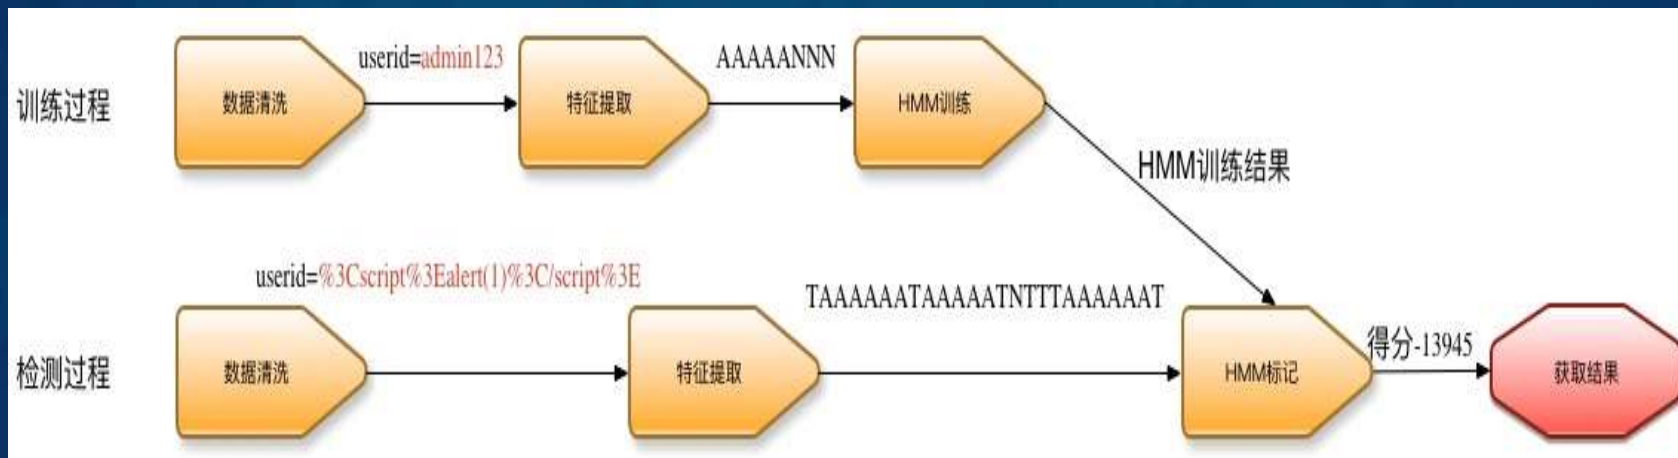 训练过程
数据清洗
userid=admin123
特征提取
AAAAANNN
HMM训练
HMM训练结果
检测过程
数据清洗
userid=%3Cscript%3Ealert(1)%3C/script%3E
特征提取
TAAAAAATAAAAATNTTTAAAAAAT
HMM标记
得分-13945
获取结果